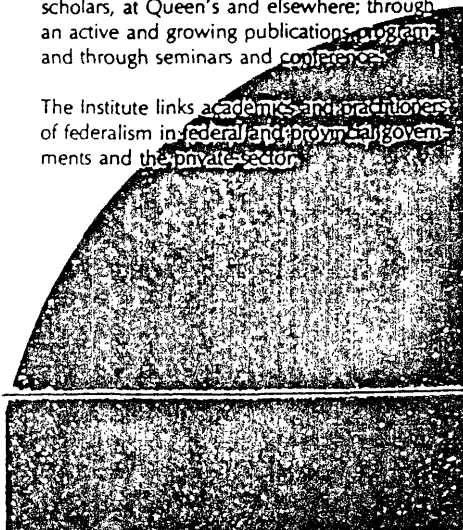 scholars, at Queen's and elsewhere; through
an active and growing publications program;
and through seminars and conferences.
The Institute links academics and practitioners
of federalism in federal and provincial govern-
ments and the private sector.